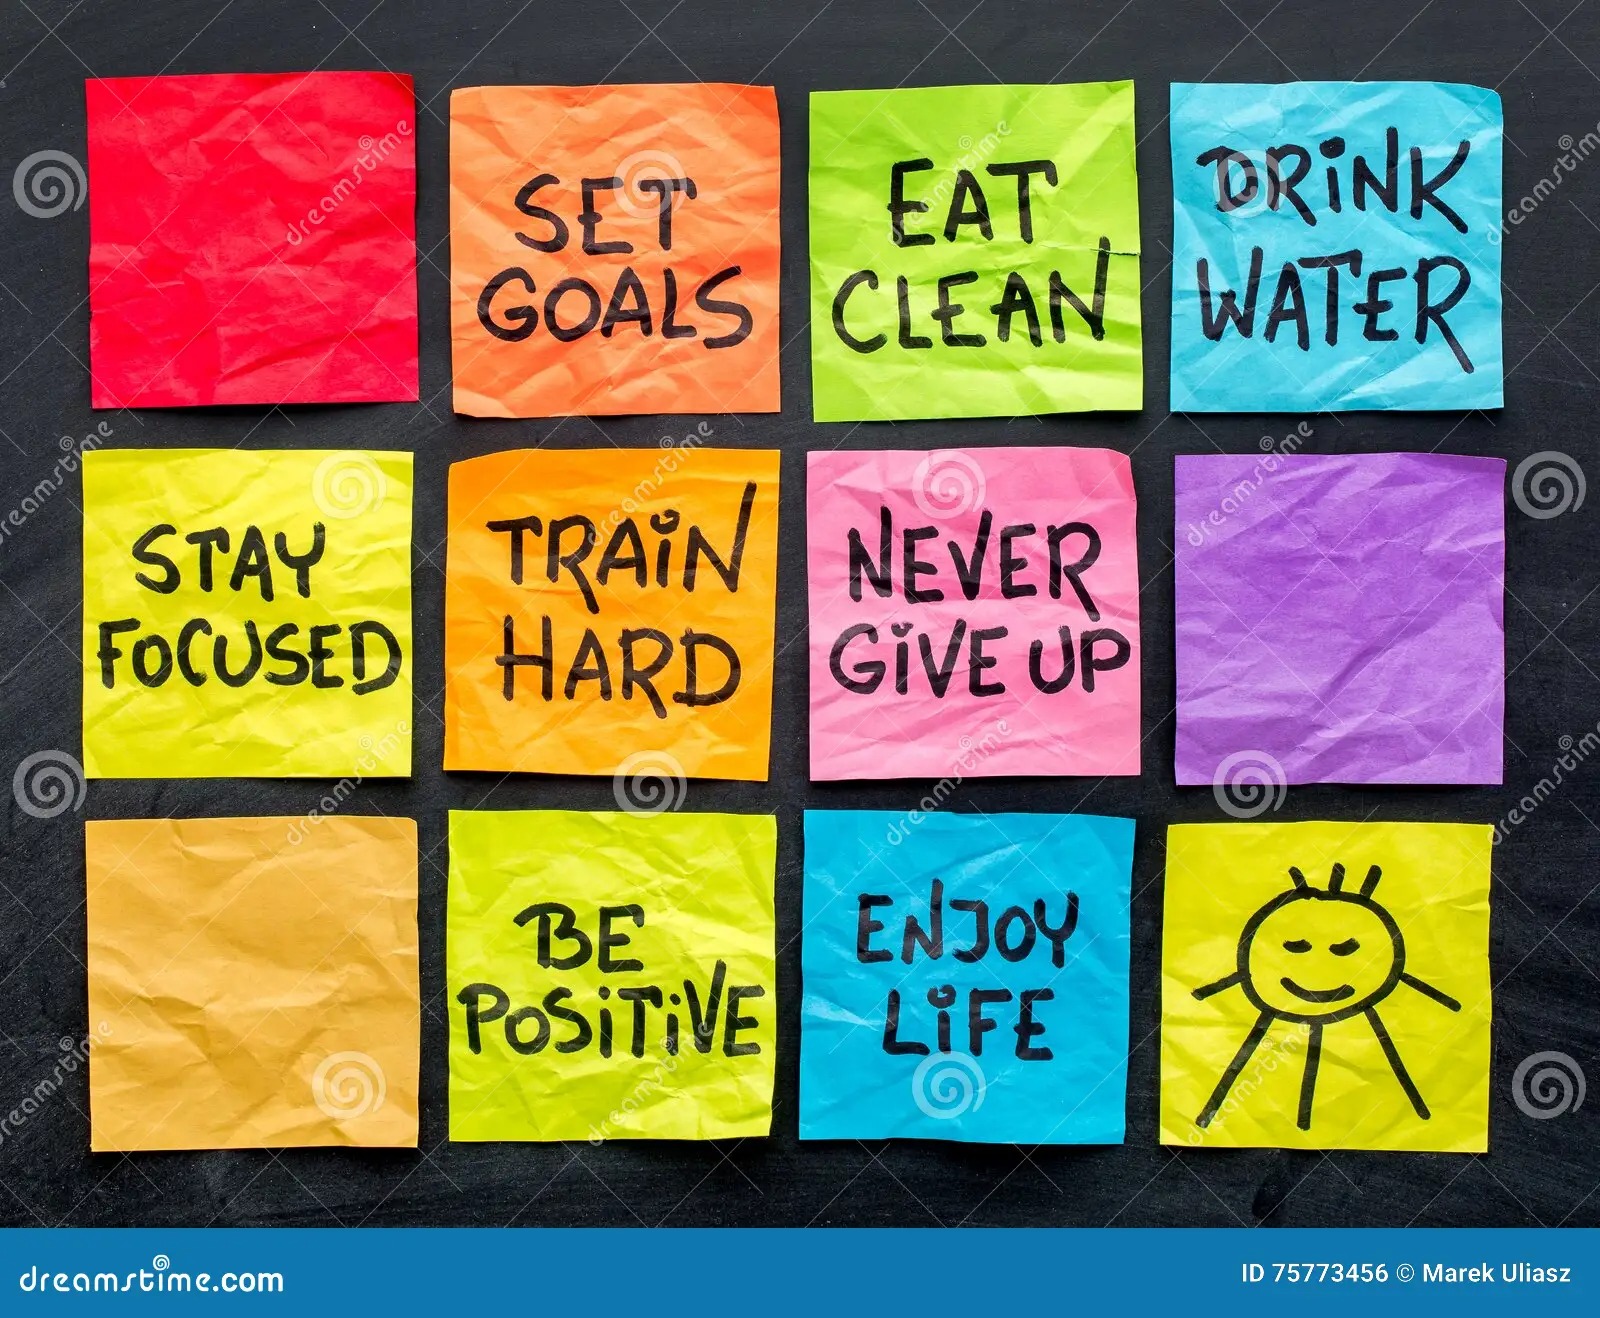 SET
GOALS
EAT
CLEAN
DRiNK
WATER
STAY
FOCUSED
TRAiN
HARD
NEVER
GiVE UP
BE
POSiTiVE
ENJOY
LiFE
dreamstime.com
ID 75773456 © Marek Uliasz